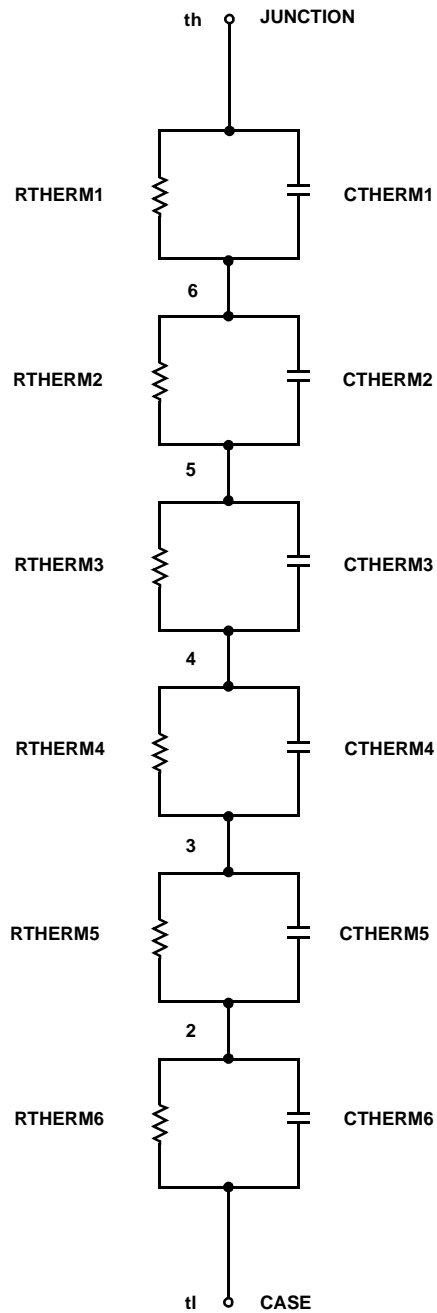 th JUNCTION
RTHERM1 CTHERM1
6
RTHERM2 CTHERM2
5
RTHERM3 CTHERM3
4
RTHERM4 CTHERM4
3
RTHERM5 CTHERM5
2
RTHERM6 CTHERM6
tl CASE